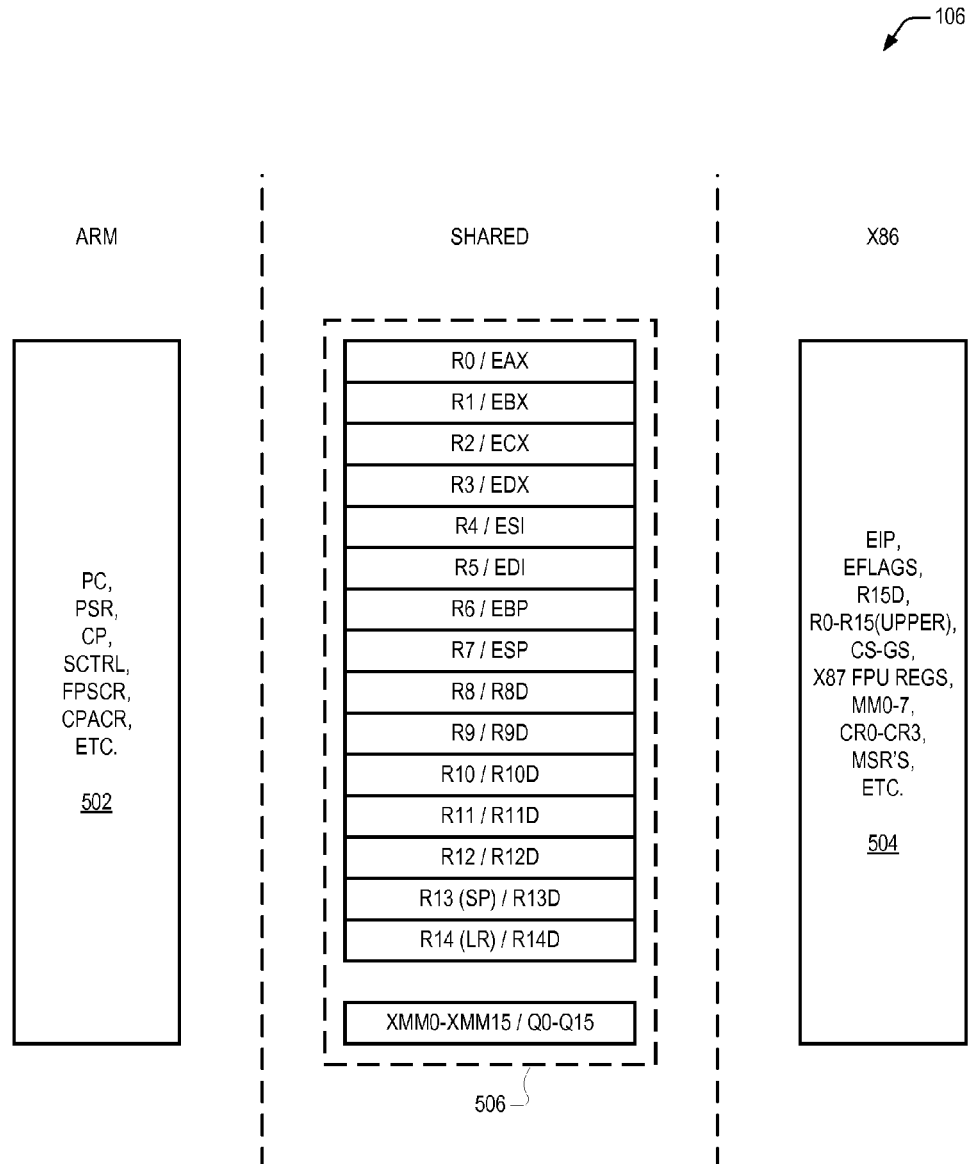 106
ARM
SHARED
X86
PC,
PSR,
CP,
SCTRL,
FPSCR,
CPACR,
ETC.
502
R0 / EAX
R1 / EBX
R2 / ECX
R3 / EDX
R4 / ESI
R5 / EDI
R6 / EBP
R7 / ESP
R8 / R8D
R9 / R9D
R10 / R10D
R11 / R11D
R12 / R12D
R13 (SP) / R13D
R14 (LR) / R14D
XMM0-XMM15 / Q0-Q15
506
EIP,
EFLAGS,
R15D,
R0-R15(UPPER),
CS-GS,
X87 FPU REGS,
MM0-7,
CR0-CR3,
MSR'S,
ETC.
504